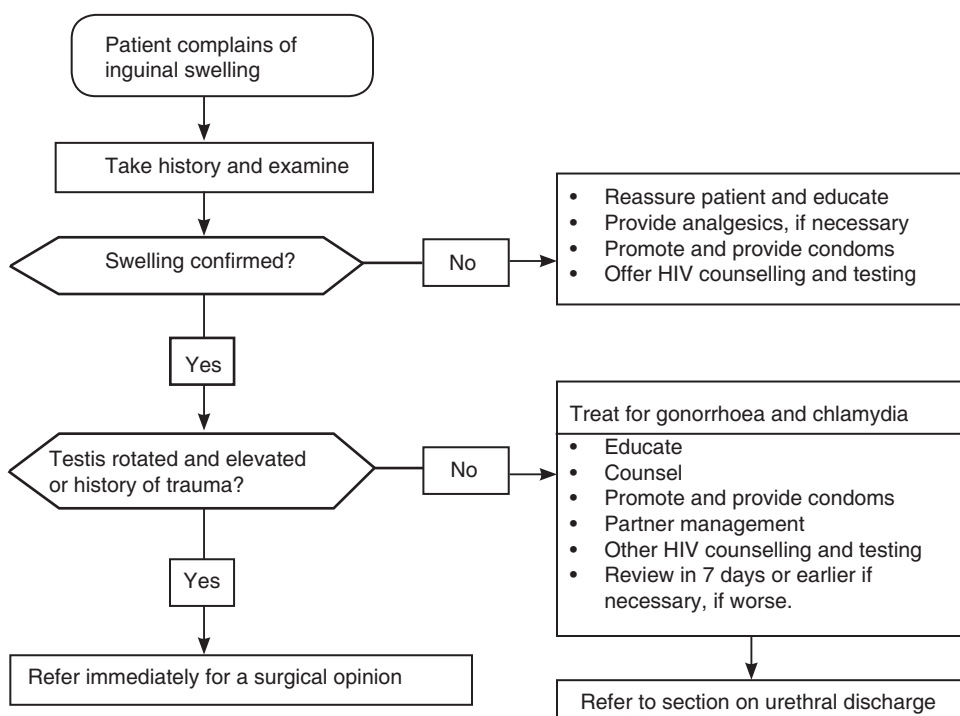 Patient complains of
inguinal swelling
Take history and examine
Swelling confirmed?
No
• Reassure patient and educate
• Provide analgesics, if necessary
• Promote and provide condoms
• Offer HIV counselling and testing
Yes
Testis rotated and elevated
or history of trauma?
No
Treat for gonorrhoea and chlamydia
• Educate
• Counsel
• Promote and provide condoms
• Partner management
• Other HIV counselling and testing
• Review in 7 days or earlier if
necessary, if worse.
Yes
Refer immediately for a surgical opinion
Refer to section on urethral discharge